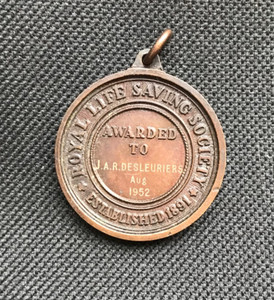 ROYAL LIFE SAVING SOCIETY
AWARDED
TO
J.A.R. DESLEURIERS
Aug
1952
ESTABLISHED 1891